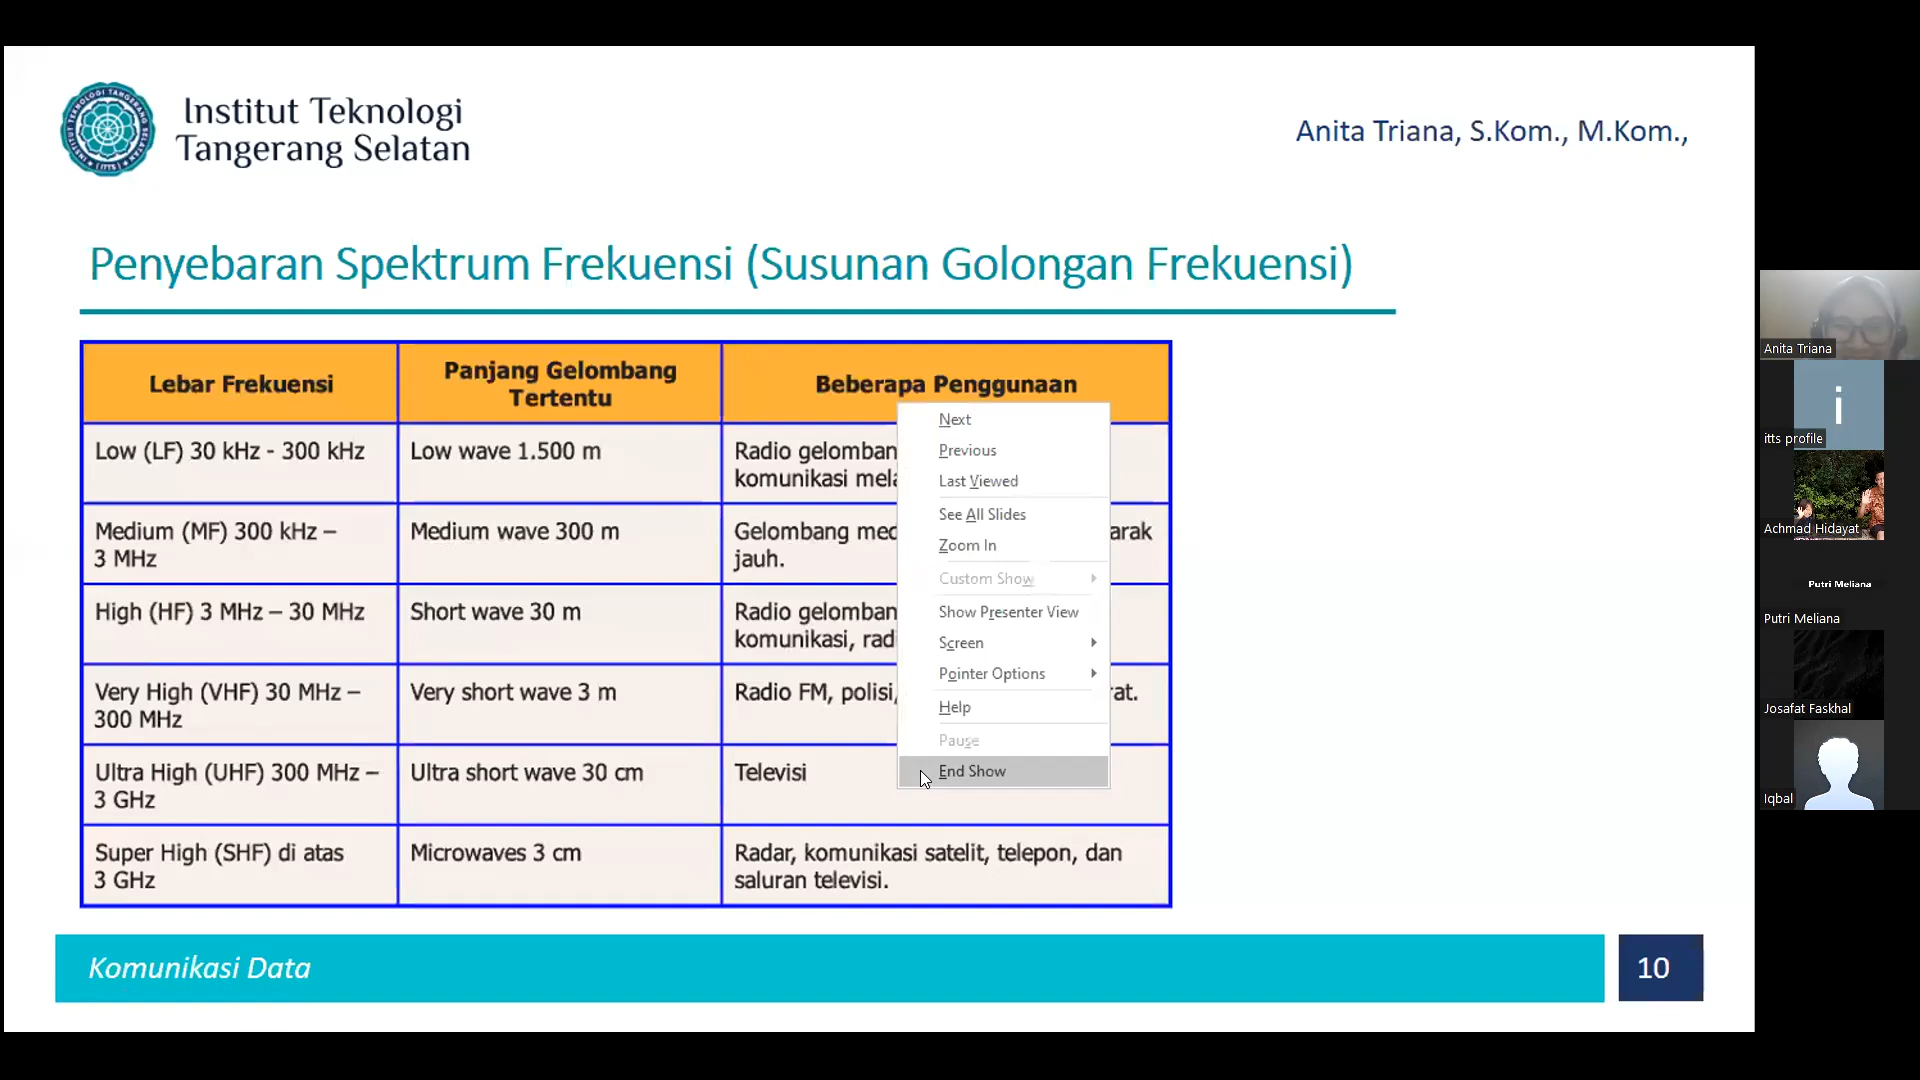 Institut Teknologi
Tangerang Selatan
Anita Triana, S.Kom., M.Kom.,
Penyebaran Spektrum Frekuensi (Susunan Golongan Frekuensi)
Lebar Frekuensi
Panjang Gelombang
Tertentu
Beberapa Penggunaan
Low (LF) 30 kHz - 300 kHz
Low wave 1.500 m
Radio gelomban
komunikasi mela
Medium (MF) 300 kHz –
3 MHz
Medium wave 300 m
Gelombang med
arak
jauh.
High (HF) 3 MHz – 30 MHz
Short wave 30 m
Radio gelomban
komunikasi, rad
Very High (VHF) 30 MHz –
300 MHz
Very short wave 3 m
Radio FM, polisi,
rat.
Ultra High (UHF) 300 MHz –
3 GHz
Ultra short wave 30 cm
Televisi
Super High (SHF) di atas
3 GHz
Microwaves 3 cm
Radar, komunikasi satelit, telepon, dan
saluran televisi.
Next
Previous
Last Viewed
See All Slides
Zoom In
Custom Show
Show Presenter View
Screen
Pointer Options
Help
Pause
End Show
Komunikasi Data
10
Anita Triana
i
itts profile
Achmad Hidayat
Putri Meliana
Putri Meliana
Josafat Faskhal
Iqbal